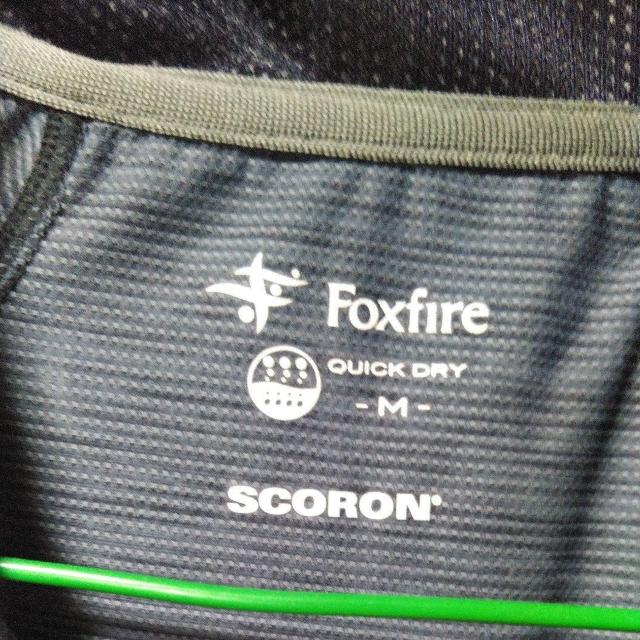 Foxfire
QUICK DRY
-M-
SCORON®